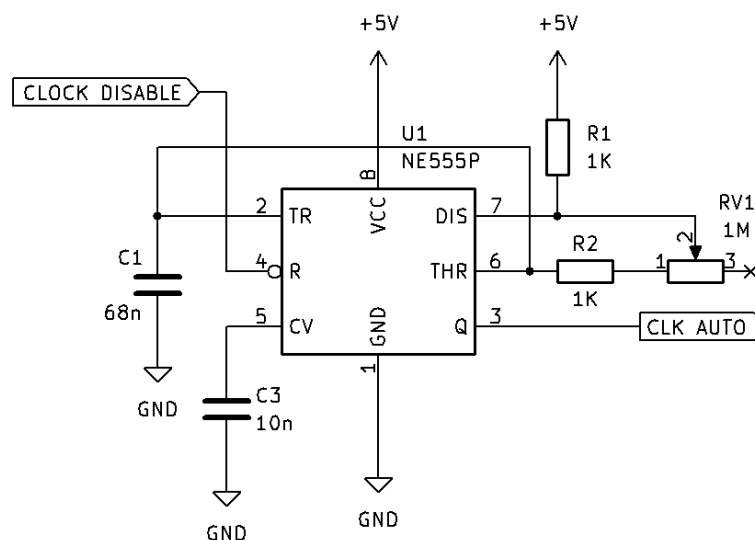 +5V
+5V
CLOCK DISABLE
U1
NE555P
R1
1K
8
VCC
2
TR
DIS
7
RV1
1M
2
C1
68n
4
R
THR
6
R2
1K
1
3
5
CV
GND
Q
3
CLK AUTO
1
GND
C3
10n
GND
GND